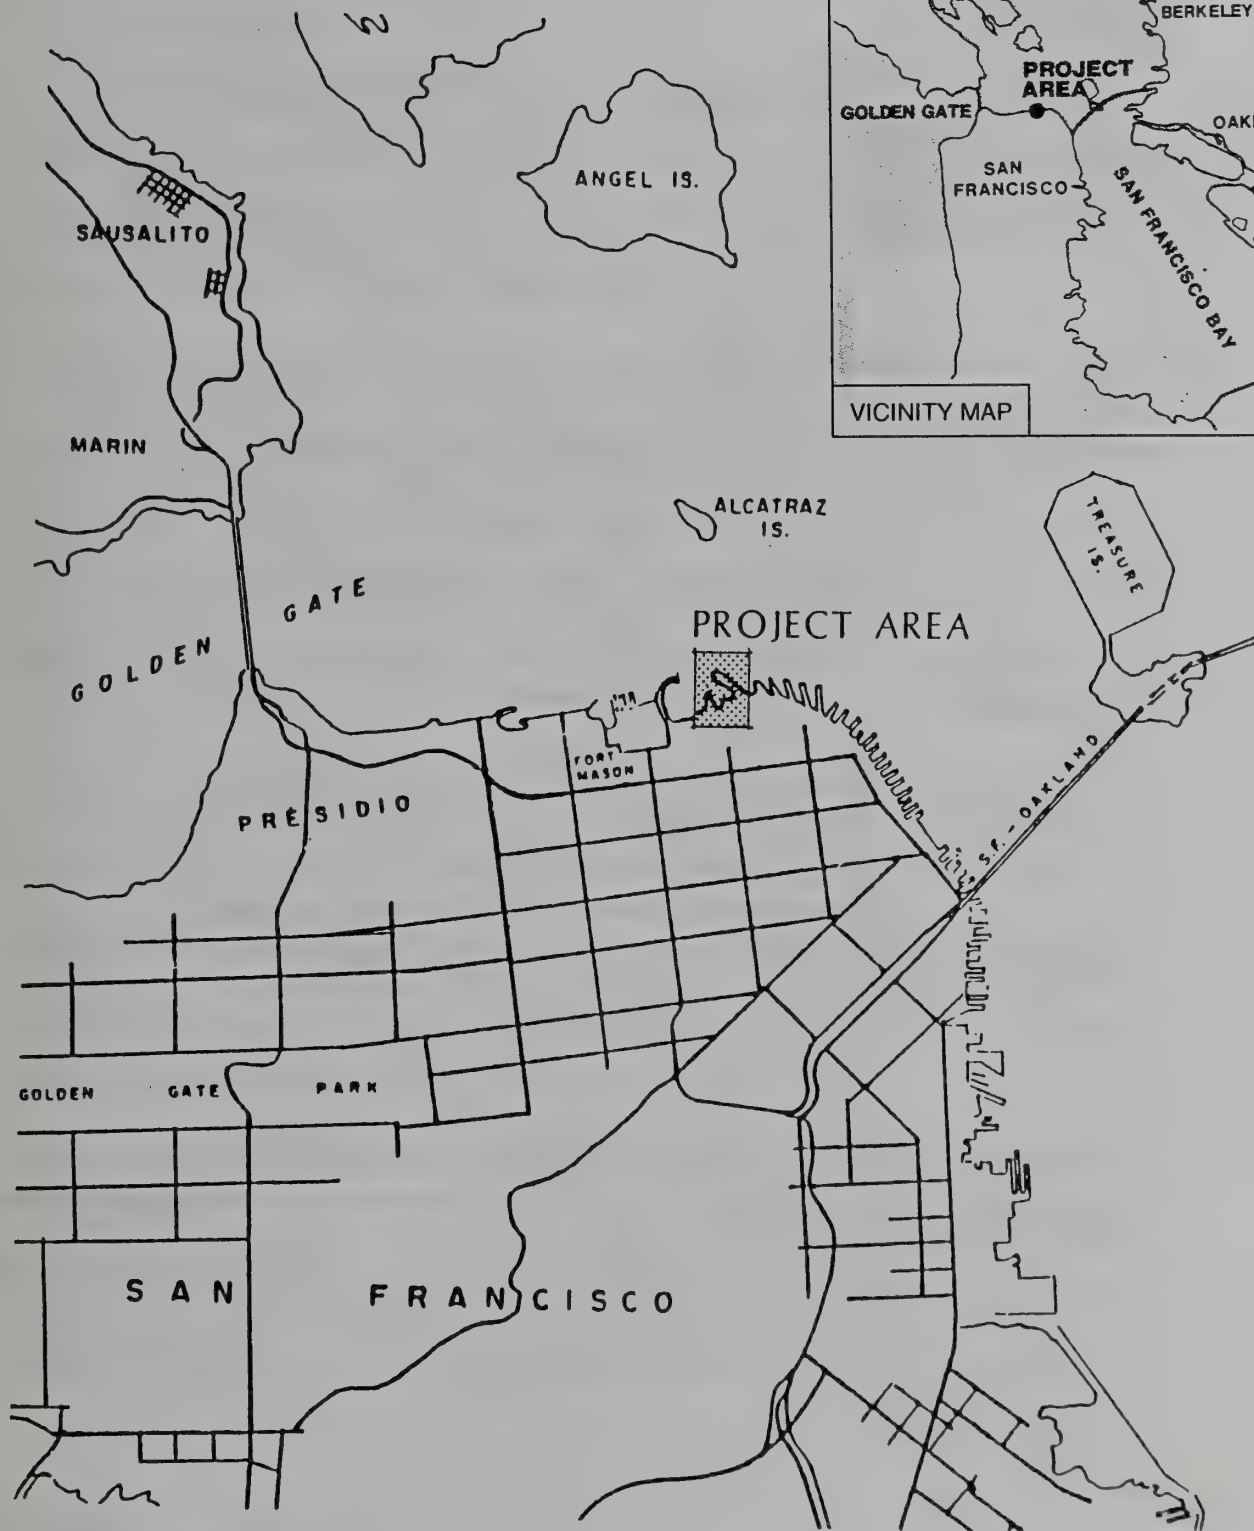 BERKELEY
PROJECT
AREA
GOLDEN GATE
SAN
FRANCISCO
SAN FRANCISCO BAY
VICINITY MAP
ANGEL IS.
SAUSALITO
MARIN
ALCATRAZ
IS.
TREASURE
IS.
GOLDEN GATE
PROJECT AREA
FORT
MASON
PRESIDIO
S.F. - OAKLAND
GOLDEN GATE PARK
SAN FRANCISCO